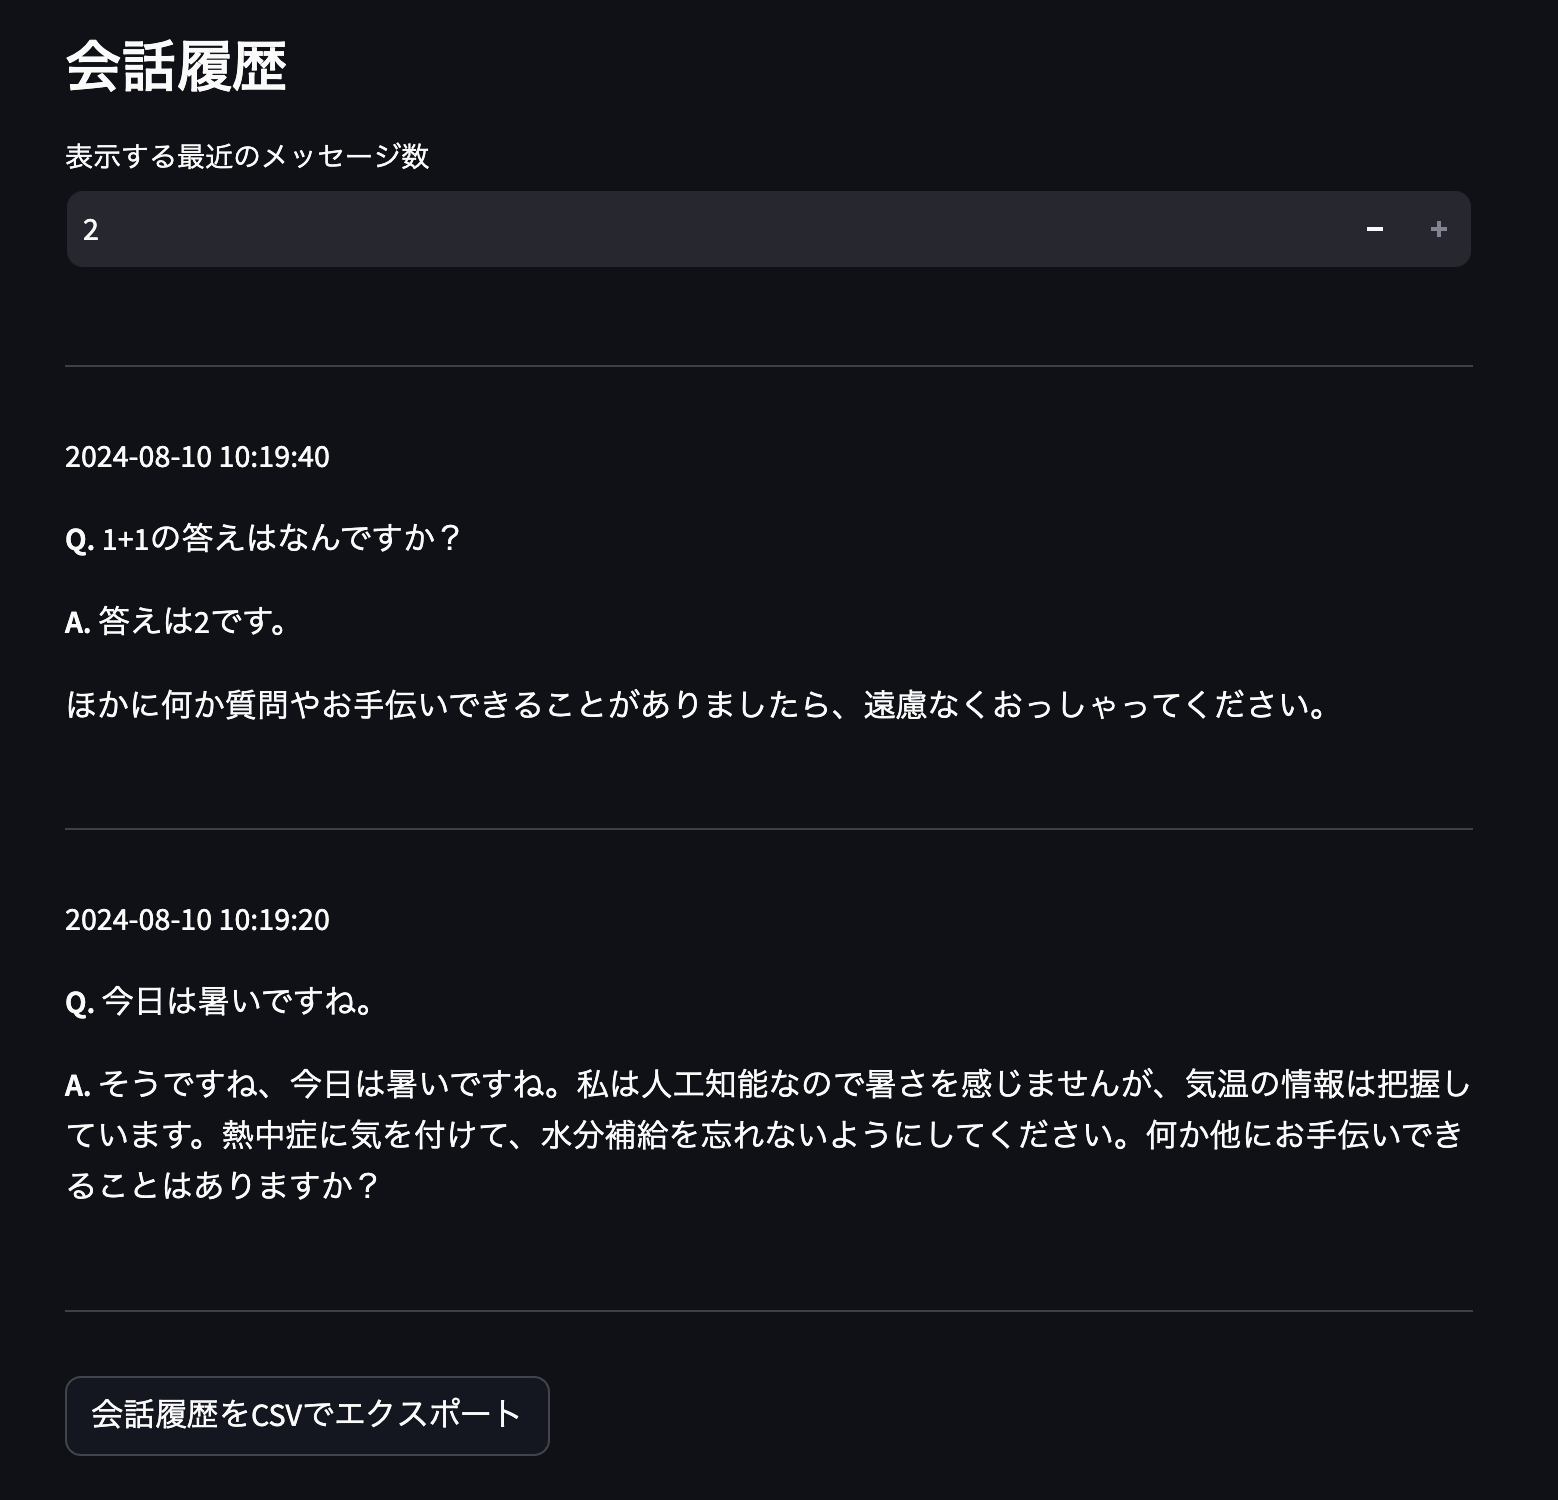 会話履歴
表示する最近のメッセージ数
2
2024-08-10 10:19:40
Q. 1+1の答えはなんですか？
A. 答えは2です。
ほかに何か質問やお手伝いできることがありましたら、遠慮なくおっしゃってください。
2024-08-10 10:19:20
Q. 今日は暑いですね。
A. そうですね、今日は暑いですね。私は人工知能なので暑さを感じませんが、気温の情報は把握し
ています。熱中症に気を付けて、水分補給を忘れないようにしてください。何か他にお手伝いでき
ることはありますか？
会話履歴をCSVでエクスポート